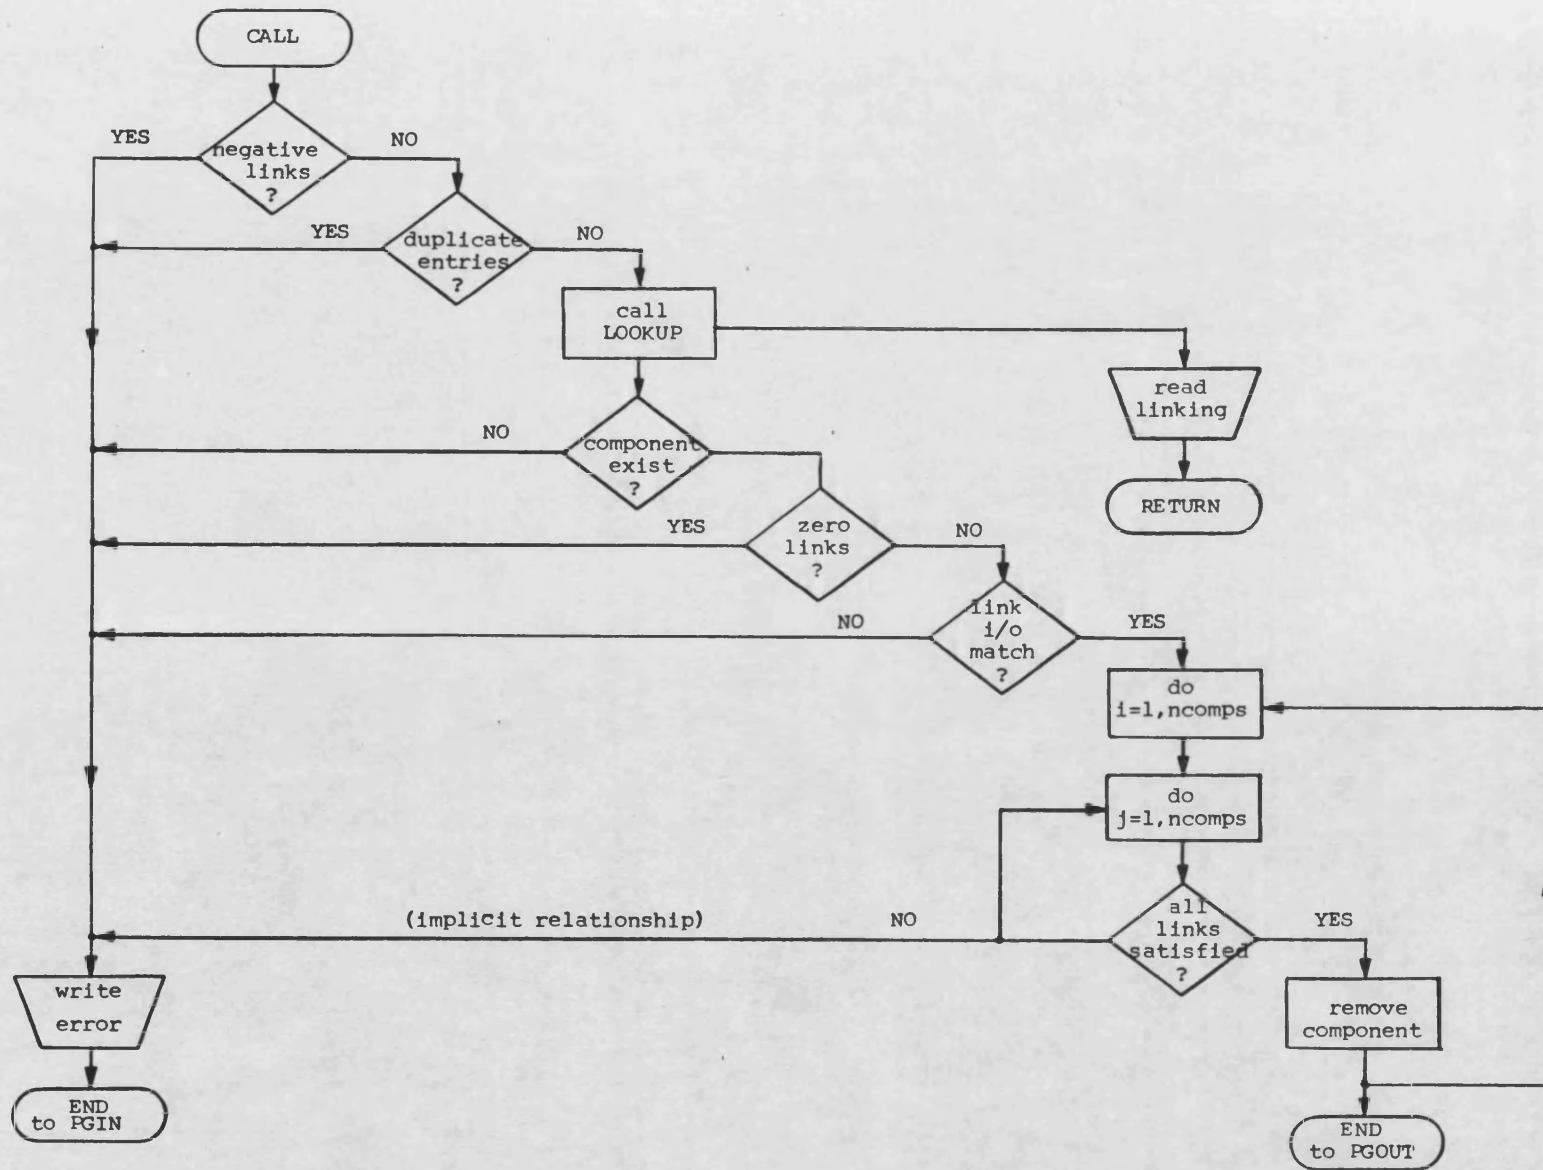 CALL
YES
NO
negative
links
?
YES
NO
duplicate
entries
?
call
LOOKUP
read
linking
NO
component
exist
?
RETURN
YES
NO
zero
links
?
NO
YES
link
i/o
match
?
do
i=1,ncomps
do
j=1,ncomps
(implicit relationship)
NO
YES
all
links
satisfied
?
write
error
remove
component
END
to PGIN
END
to PGOUT